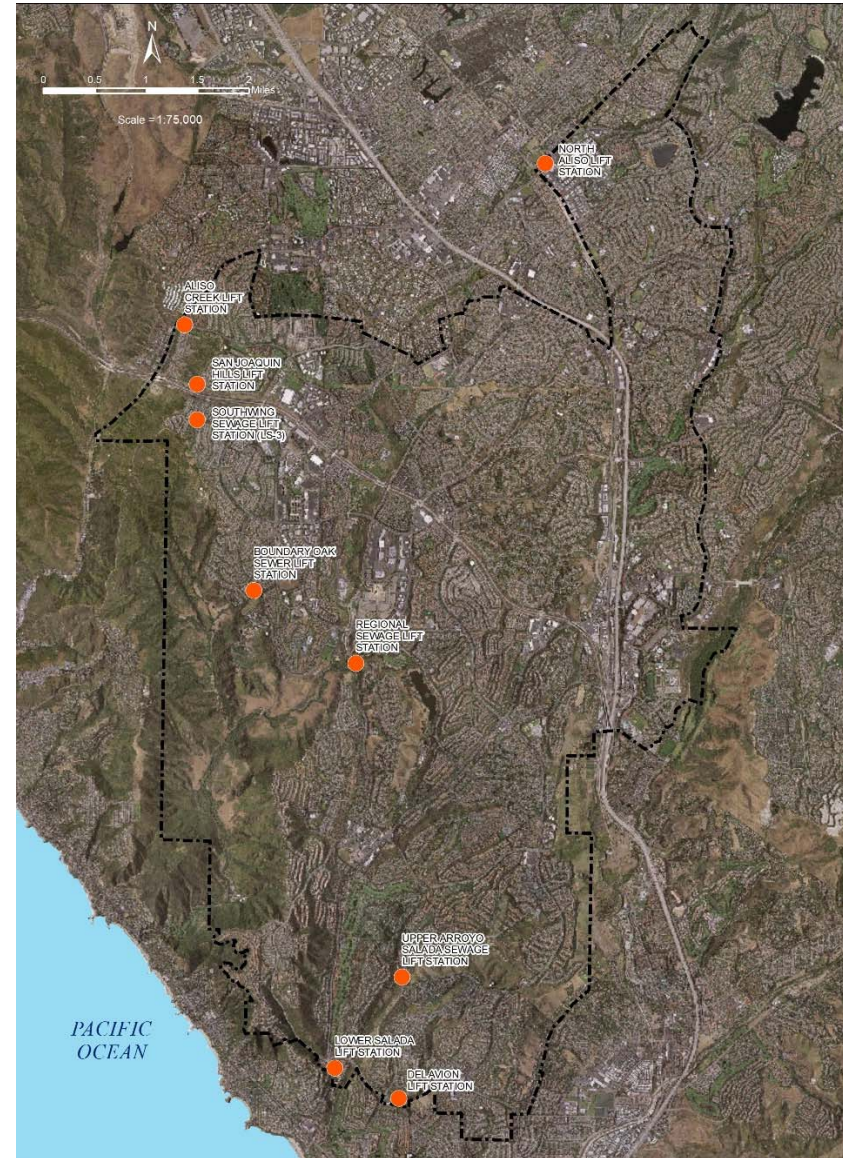 N
0 0.5 1 1.5 2
Miles
Scale = 1:75,000
NORTH
ALISO LIFT
STATION
ALISO
CREEK LIFT
STATION
SAN JOAQUIN
HILLS LIFT
STATION
SOUTHWING
SEWAGE LIFT
STATION (LS-3)
BOUNDARY OAK
SEWER LIFT
STATION
REGIONAL
SEWAGE LIFT
STATION
UPPER ARROYO
SALADA SEWAGE
LIFT STATION
PACIFIC
OCEAN
LOWER SALADA
LIFT STATION
DEL AVION
LIFT STATION